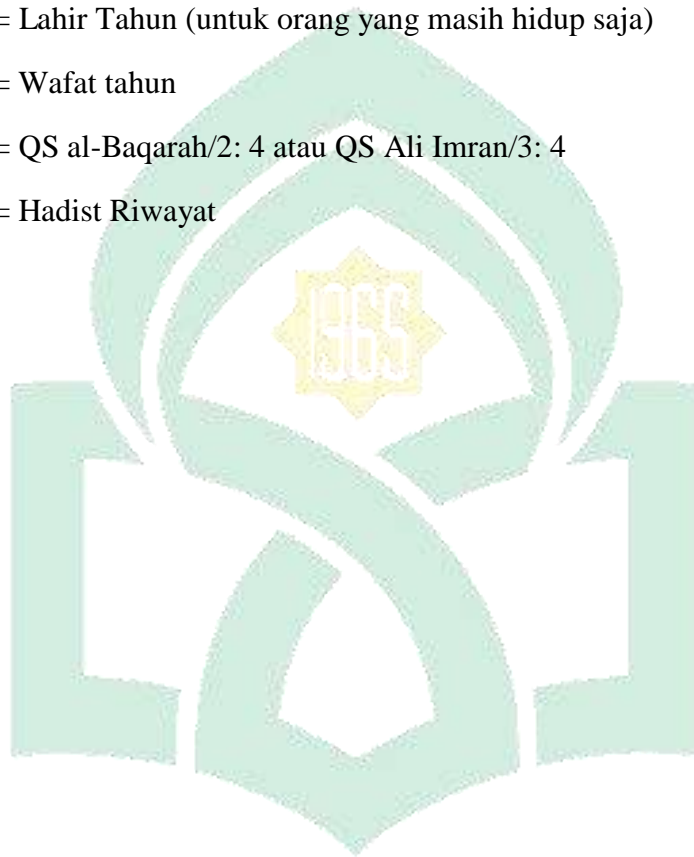 = Lahir Tahun (untuk orang yang masih hidup saja)
= Wafat tahun
= QS al-Baqarah/2: 4 atau QS Ali Imran/3: 4
= Hadist Riwayat
1965